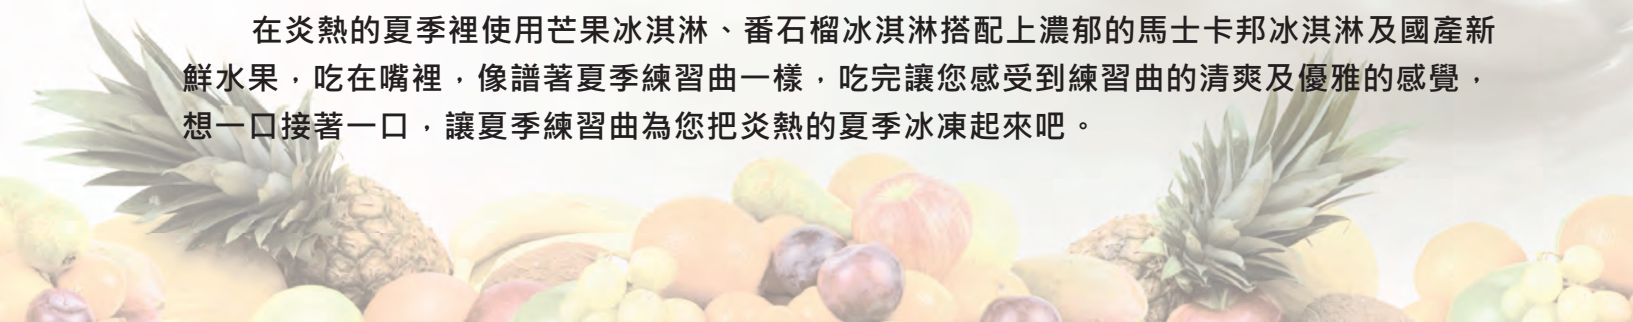 在炎熱的夏季裡使用芒果冰淇淋、番石榴冰淇淋搭配上濃郁的馬士卡邦冰淇淋及國產新
鮮水果，吃在嘴裡，像譜著夏季練習曲一樣，吃完讓您感受到練習曲的清爽及優雅的感覺，
想一口接著一口，讓夏季練習曲為您把炎熱的夏季冰凍起來吧。